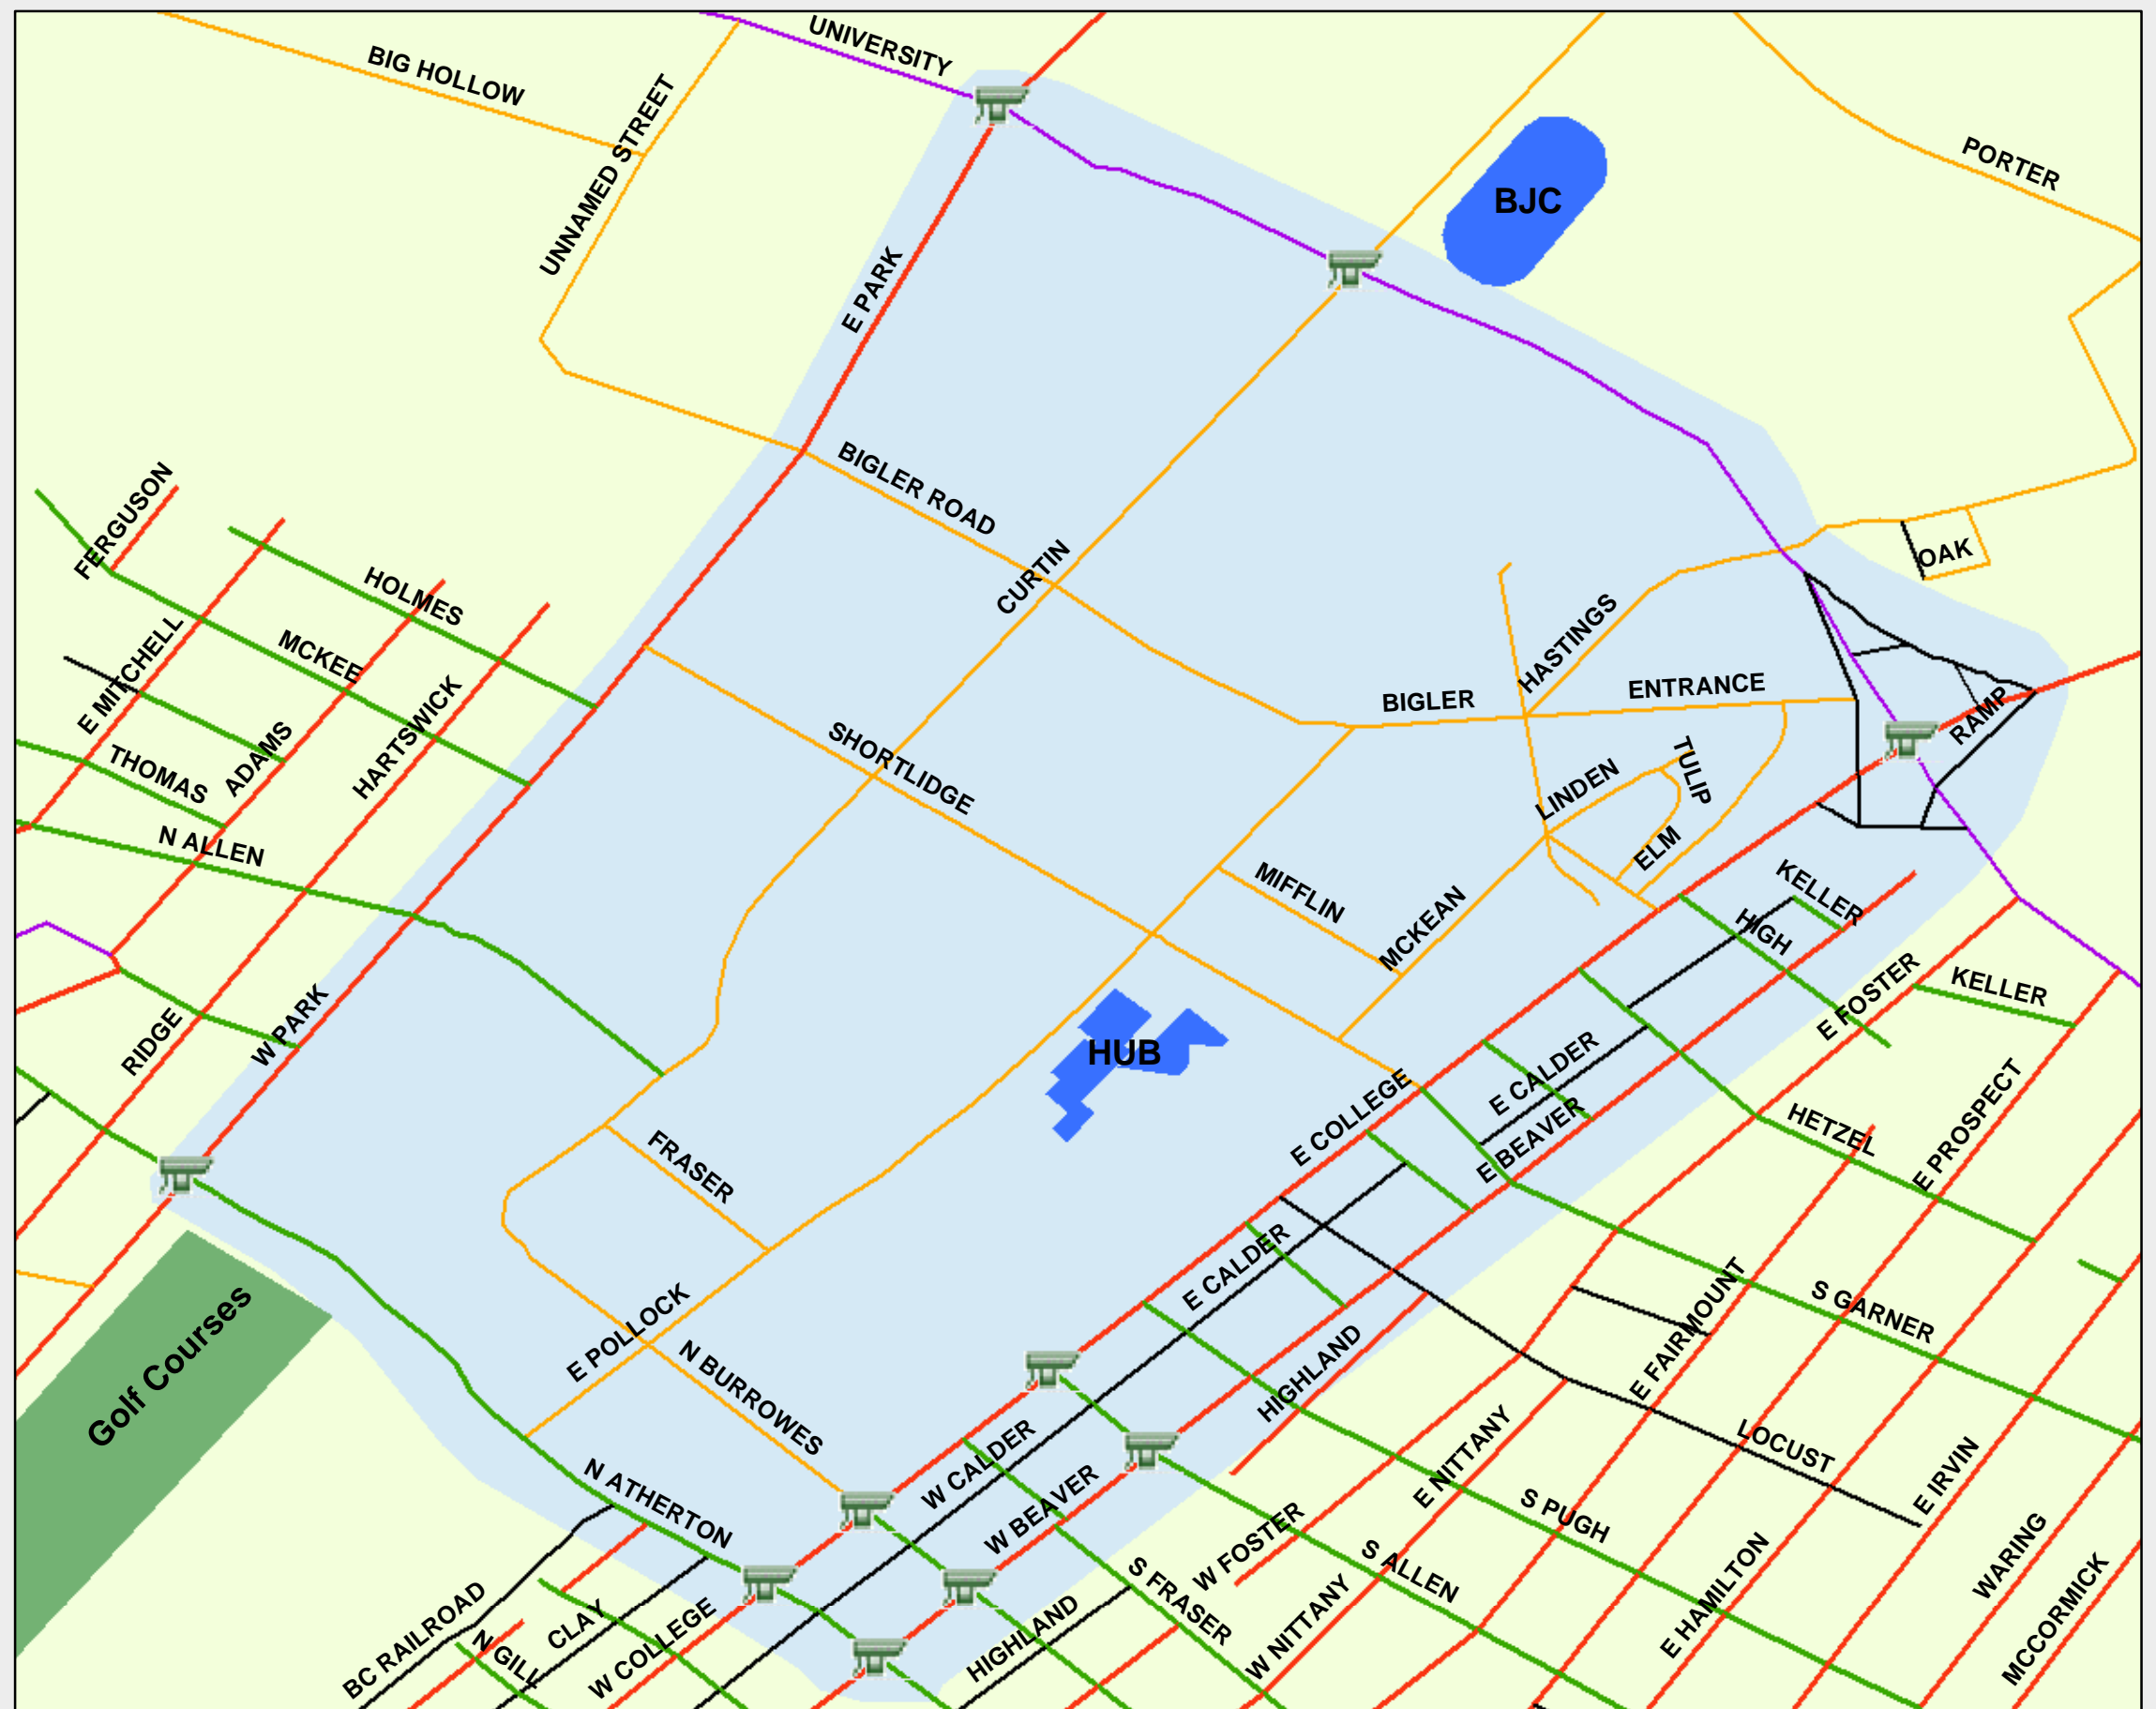 UNIVERSITY
BIG HOLLOW
UNNAMED STREET
PORTER
BJC
E PARK
BIGLER ROAD
CURTIN
FERGUSON
HOLMES
OAK
MCKEE
E MITCHELL
HASTINGS
BIGLER
ENTRANCE
RAMP
HARTSWICK
ADAMS
THOMAS
SHORTLIDGE
TULIP
LINDEN
N ALLEN
ELM
MIFFLIN
MCKEAN
KELLER
HIGH
E FOSTER
KELLER
RIDGE
W PARK
HUB
E CALDER
E COLLEGE
E BEAVER
HETZEL
E PROSPECT
FRASER
E CALDER
Golf Courses
E POLLOCK
N BURROWES
HIGHLAND
E FAIRMOUNT
S GARNER
LOCUST
E NITTANY
E IRVIN
N ATHERTON
W CALDER
W BEAVER
S PUGH
W FOSTER
S ALLEN
WARING
E HAMILTON
S FRASER
W NITTANY
MCCORMICK
BC RAILROAD
CLAY
N GILL
W COLLEGE
HIGHLAND